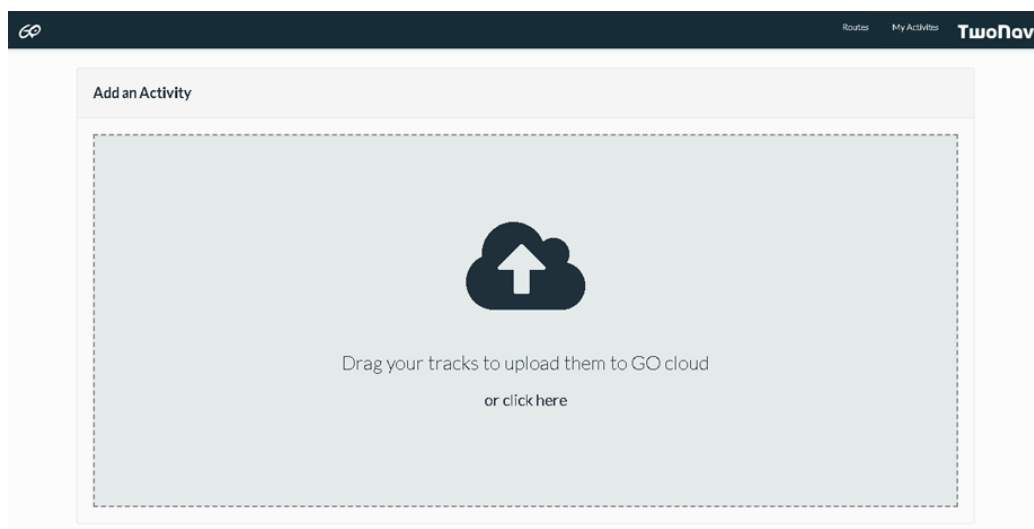 GO
Routes
My Activites
TwoNav
Add an Activity
Drag your tracks to upload them to GO cloud
or click here